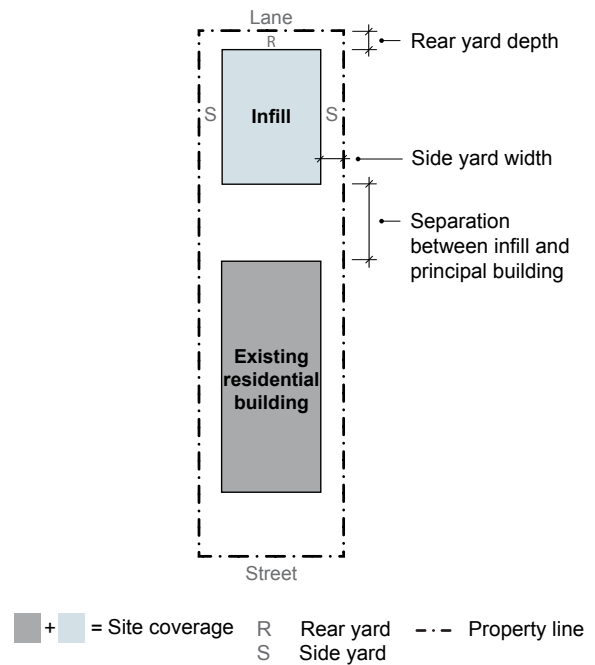 Lane
R
Rear yard depth
S
Infill
S
Side yard width
Separation
between infill and
principal building
Existing
residential
building
Street
+ = Site coverage
R Rear yard
Property line
S Side yard